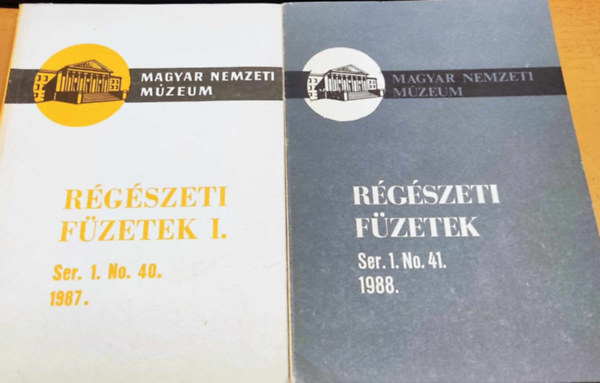 MAGYAR NEMZETI
MÚZEUM
RÉGÉSZETI
FÜZETEK I.
Ser. 1. No. 40.
1987.
MAGYAR NEMZETI
MÚZEUM
RÉGÉSZETI
FÜZETEK
Ser. 1. No. 41.
1988.